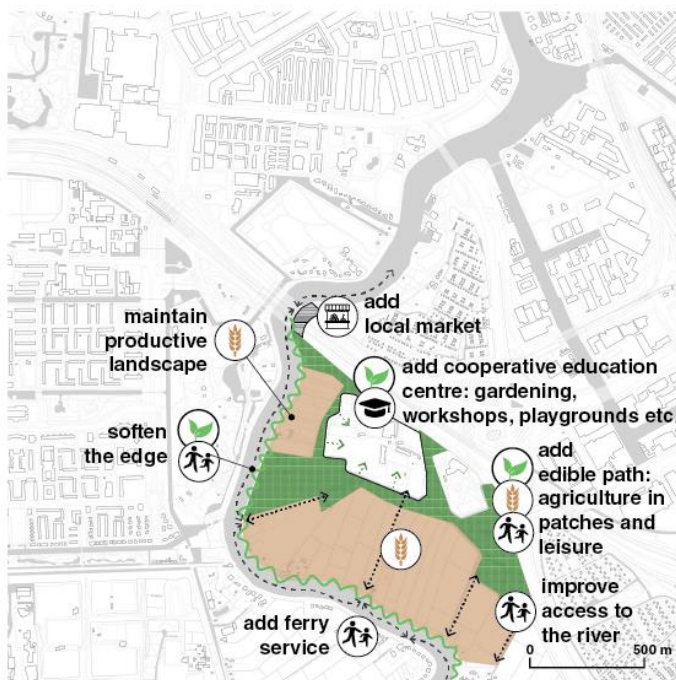 add
local market
maintain
productive
landscape
add cooperative education
centre: gardening,
workshops, playgrounds etc
soften
the edge
add
edible path:
agriculture in
patches and
leisure
improve
access to
the river
add ferry
service
0 500 m